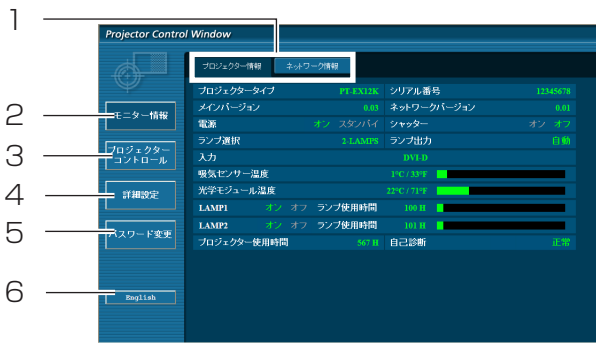 1
Projector Control Window
プロジェクター情報 ネットワーク情報
プロジェクタータイプ PT-EX12K シリアル番号 12345678
2 モニター情報
メインバージョン 0.03 ネットワークバージョン 0.01
電源 オン スタンバイ シャッター オン オフ
3 プロジェクター
コントロール
ランプ選択 2-LAMPS ランプ出力 自動
入力 DVI-D
吸気センサー温度 1°C / 33°F
4 詳細設定
光学モジュール温度 22°C / 71°F
LAMP1 オン オフ ランプ使用時間 100 H
5 パスワード変更
LAMP2 オン オフ ランプ使用時間 101 H
プロジェクター使用時間 567 H 自己診断 正常
6 English